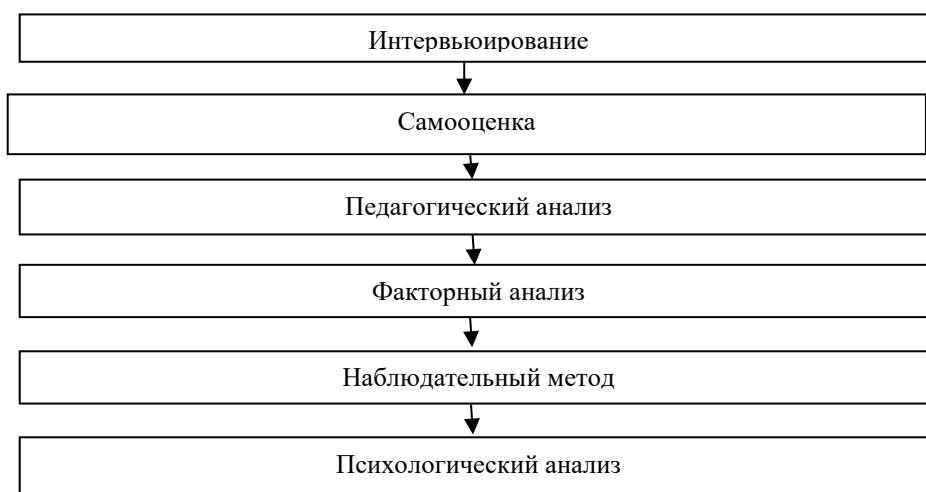 Интервьюирование
Самооценка
Педагогический анализ
Факторный анализ
Наблюдательный метод
Психологический анализ